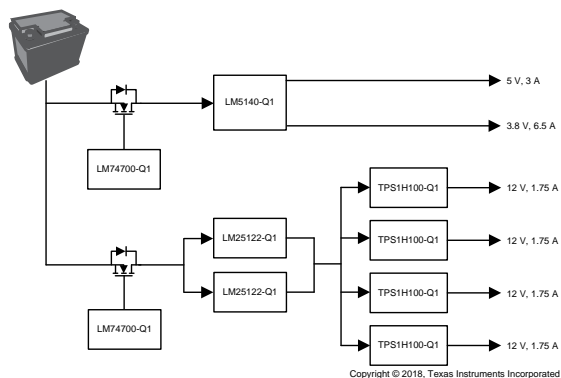 LM5140-Q1
5 V, 3 A
3.8 V, 6.5 A
LM74700-Q1
TPS1H100-Q1
12 V, 1.75 A
LM25122-Q1
TPS1H100-Q1
12 V, 1.75 A
LM25122-Q1
TPS1H100-Q1
12 V, 1.75 A
LM74700-Q1
TPS1H100-Q1
12 V, 1.75 A
Copyright © 2018, Texas Instruments Incorporated